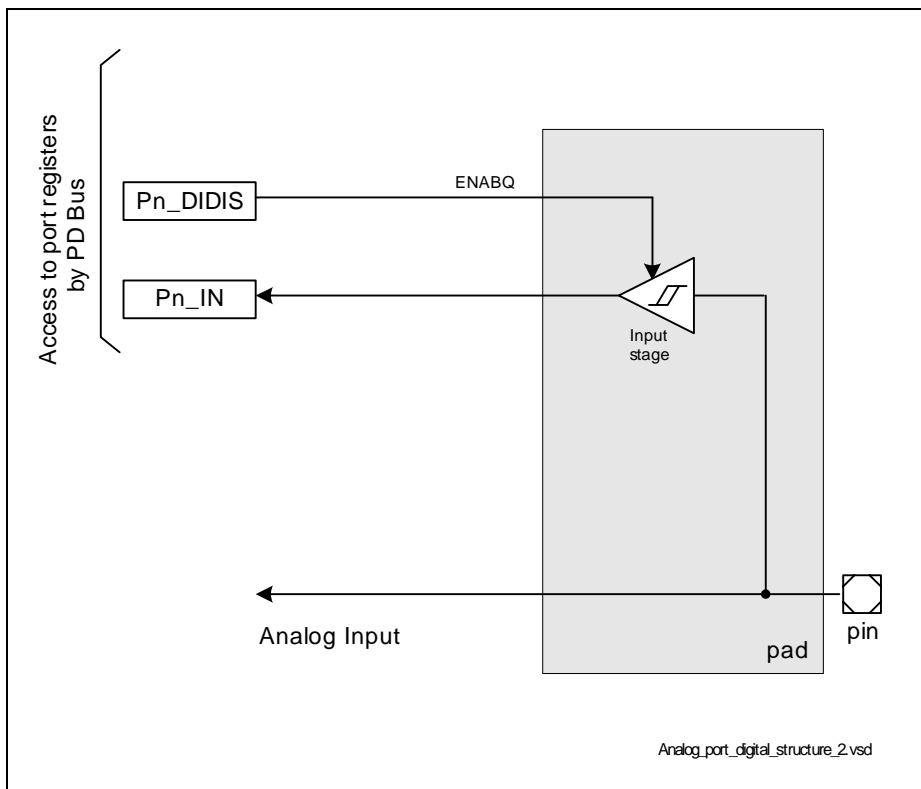 Access to port registers
by PD Bus
Pn_DIDIS
ENABQ
Pn_IN
Input
stage
Analog Input
pad
pin
Analog_port_digital_structure_2.vsd